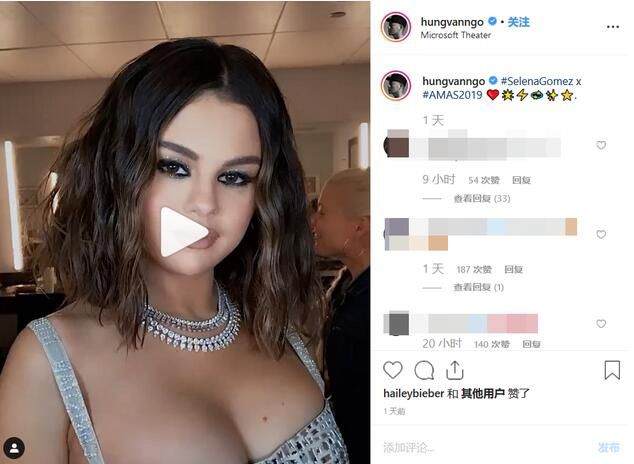 hungvanngo • 关注
Microsoft Theater
hungvanngo #SelenaGomez x
#AMAS2019 ❤️💥⚡👁💫⭐.
1 天
9 小时 54 次赞 回复
—— 查看回复 (33)
1 天 187 次赞 回复
—— 查看回复 (1)
20 小时 140 次赞 回复
haileybieber 和 其他用户 赞了
1 天前
添加评论... 发布